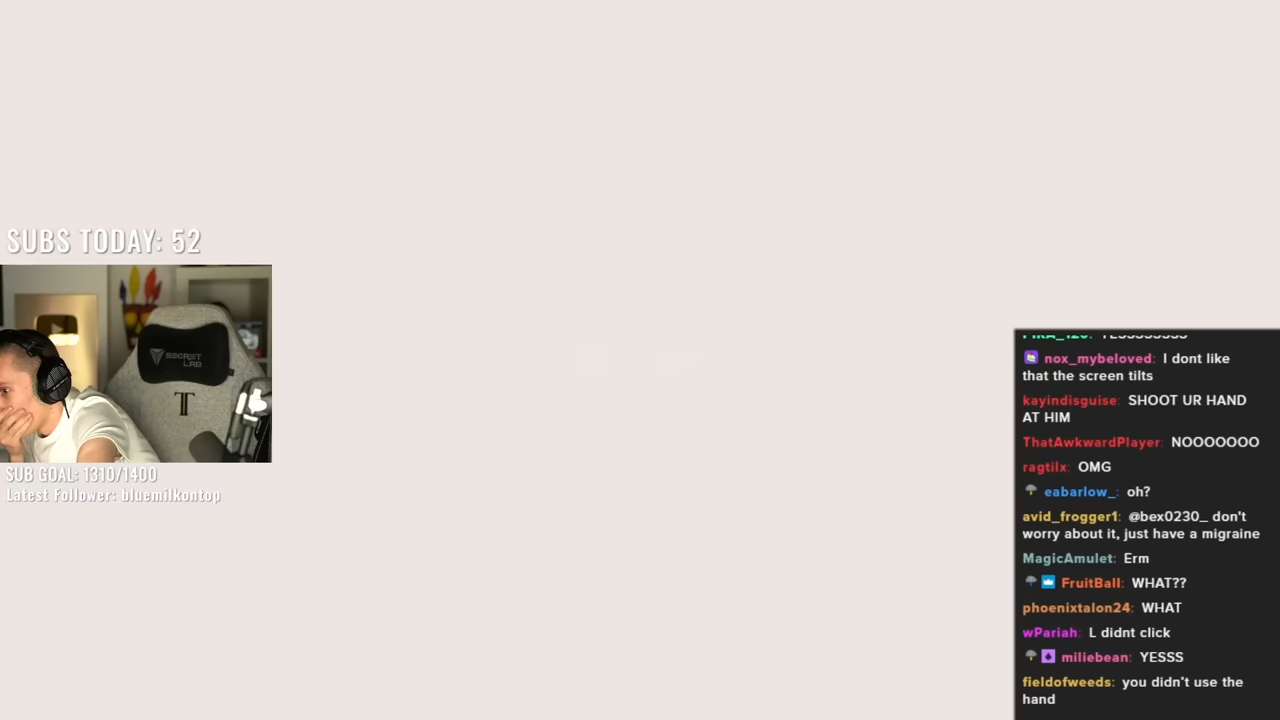 SUBS TODAY: 52
SECRET
LAB
SUB GOAL: 1310/1400
Latest Follower: bluemilkontop
nox_mybeloved: I dont like
that the screen tilts
kayindisguise: SHOOT UR HAND
AT HIM
ThatAwkwardPlayer: NOOOOOOO
ragtilx: OMG
eabarlow_: oh?
avid_frogger1: @bex0230_ don't
worry about it, just have a migraine
MagicAmulet: Erm
FruitBall: WHAT??
phoenixtalon24: WHAT
wPariah: L didnt click
miliebean: YESSS
fieldofweeds: you didn't use the
hand